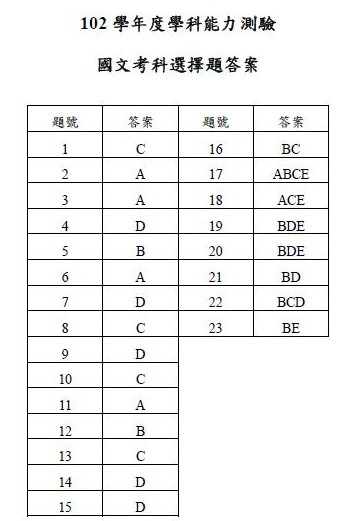 102 學年度學科能力測驗
國文考科選擇題答案
題號 答案 題號 答案
1 C 16 BC
2 A 17 ABCE
3 A 18 ACE
4 D 19 BDE
5 B 20 BDE
6 A 21 BD
7 D 22 BCD
8 C 23 BE
9 D
10 C
11 A
12 B
13 C
14 D
15 D